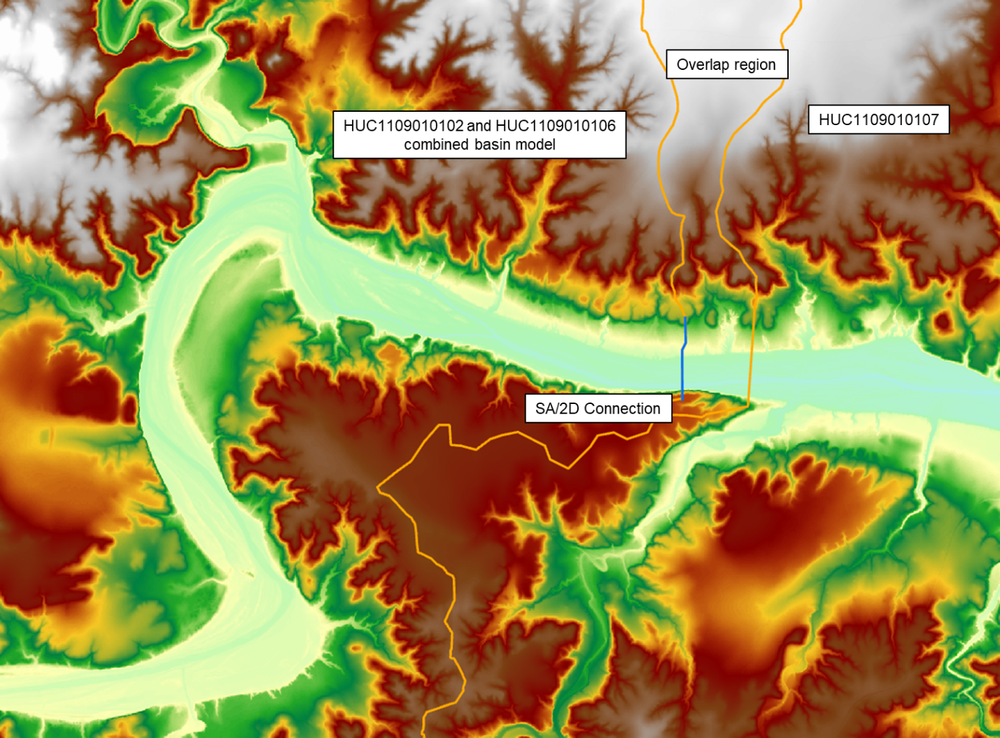 Overlap region
HUC1109010107
HUC1109010102 and HUC1109010106
combined basin model
SA/2D Connection